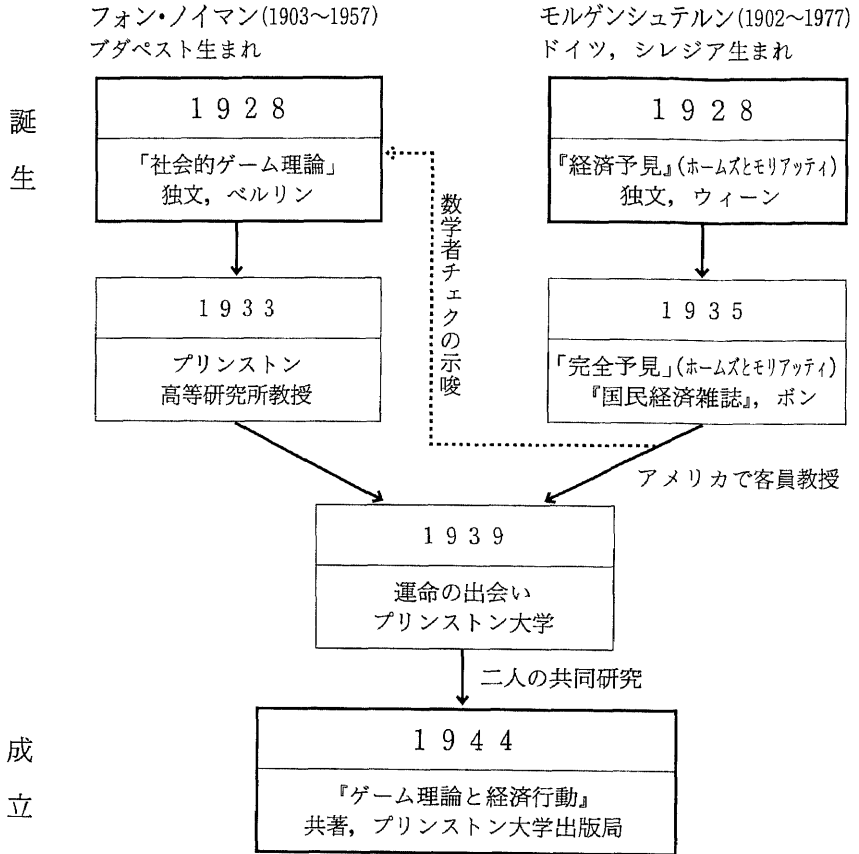 フォン・ノイマン(1903〜1957)
ブダペスト生まれ
モルゲンシュテルン(1902〜1977)
ドイツ，シレジア生まれ
誕生
1928
「社会的ゲーム理論」
独文，ベルリン
1928
『経済予見』(ホームズとモリアッティ)
独文，ウィーン
数学者チェクの示唆
1933
プリンストン
高等研究所教授
1935
「完全予見」(ホームズとモリアッティ)
『国民経済雑誌』，ボン
アメリカで客員教授
1939
運命の出会い
プリンストン大学
二人の共同研究
成立
1944
『ゲーム理論と経済行動』
共著，プリンストン大学出版局